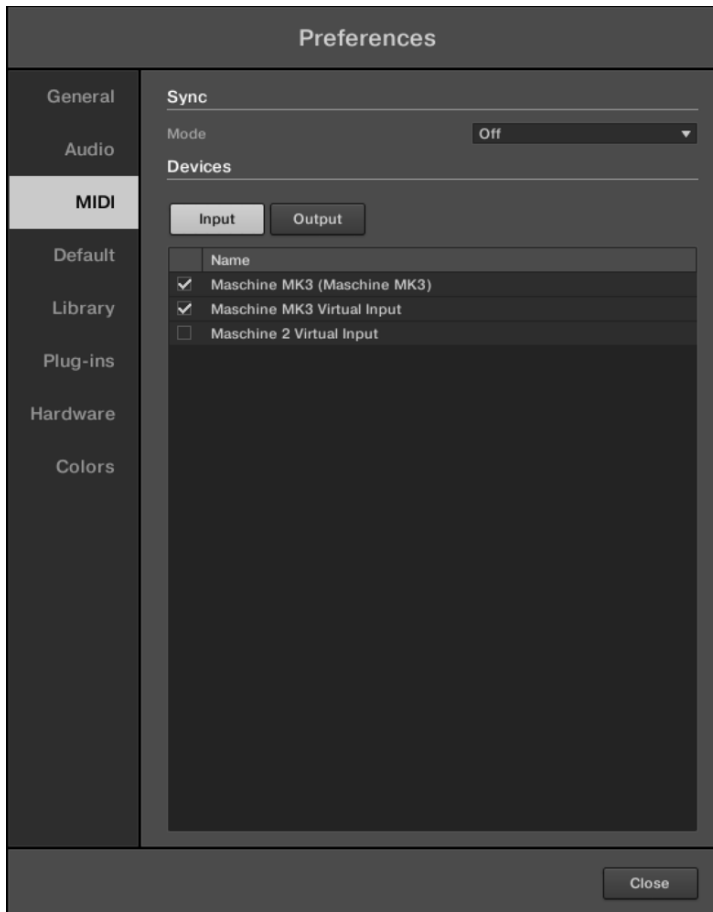 Preferences
General
Audio
MIDI
Default
Library
Plug-ins
Hardware
Colors
Sync
Mode Off
Devices
Input Output
Name
Maschine MK3 (Maschine MK3)
Maschine MK3 Virtual Input
Maschine 2 Virtual Input
Close